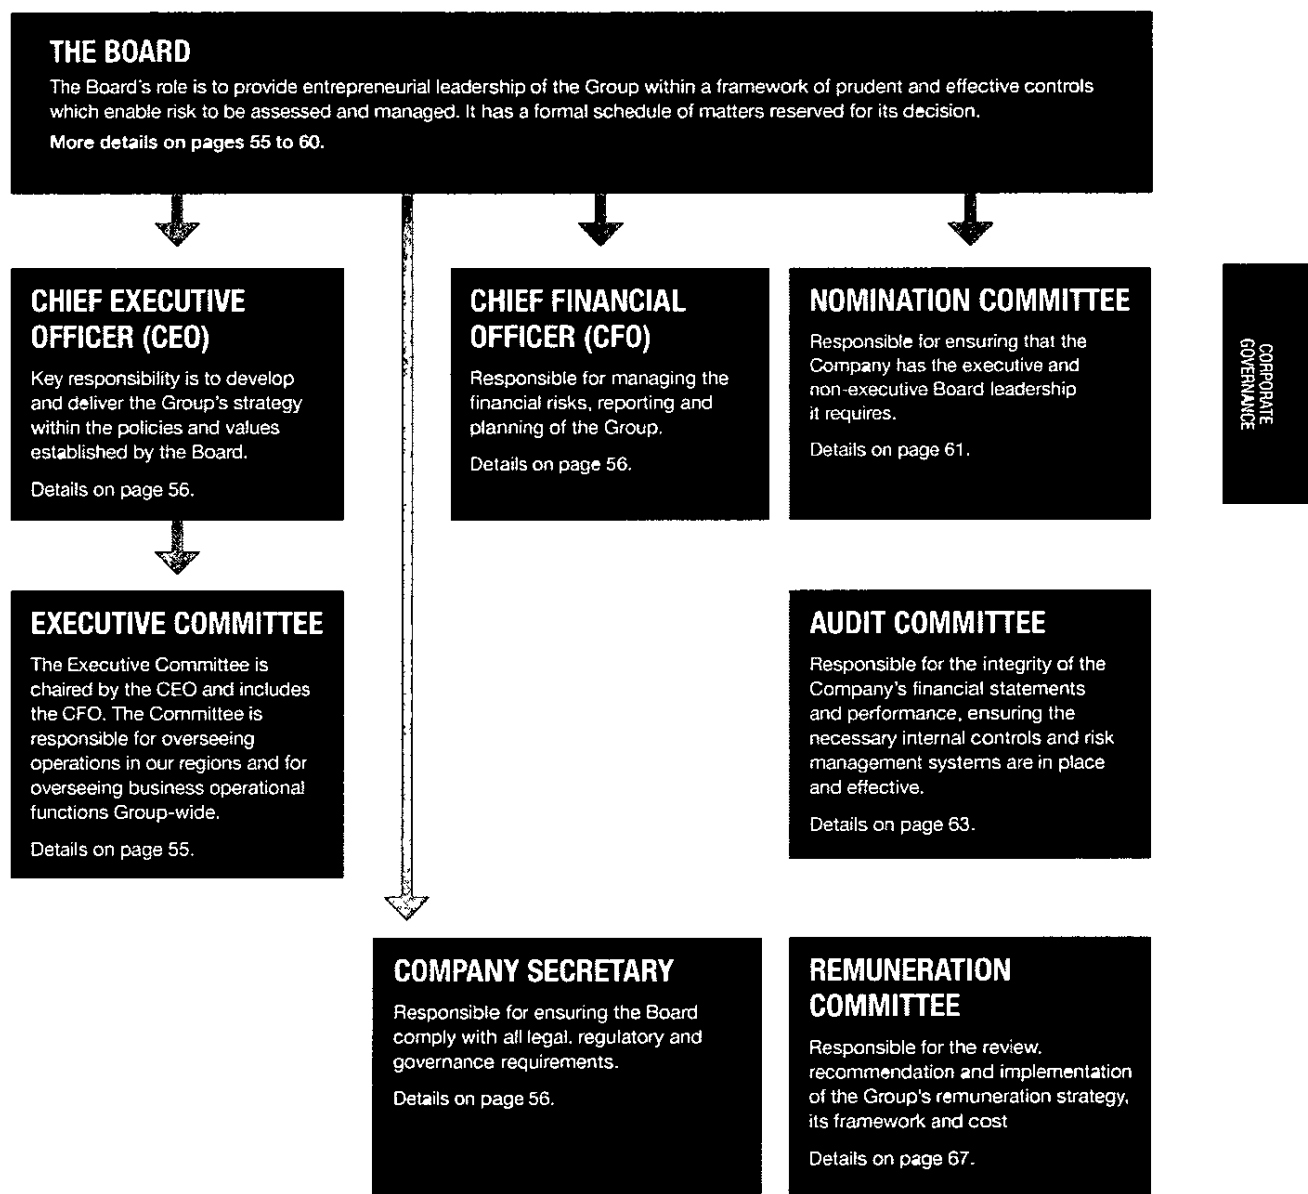 THE BOARD
The Board's role is to provide entrepreneurial leadership of the Group within a framework of prudent and effective controls
which enable risk to be assessed and managed. It has a formal schedule of matters reserved for its decision.
More details on pages 55 to 60.
CHIEF EXECUTIVE
OFFICER (CEO)
Key responsibility is to develop
and deliver the Group's strategy
within the policies and values
established by the Board.
Details on page 56.
CHIEF FINANCIAL
OFFICER (CFO)
Responsible for managing the
financial risks, reporting and
planning of the Group.
Details on page 56.
NOMINATION COMMITTEE
Responsible for ensuring that the
Company has the executive and
non-executive Board leadership
it requires.
Details on page 61.
CORPORATE
GOVERNANCE
EXECUTIVE COMMITTEE
The Executive Committee is
chaired by the CEO and includes
the CFO. The Committee is
responsible for overseeing
operations in our regions and for
overseeing business operational
functions Group-wide.
Details on page 55.
AUDIT COMMITTEE
Responsible for the integrity of the
Company's financial statements
and performance, ensuring the
necessary internal controls and risk
management systems are in place
and effective.
Details on page 63.
COMPANY SECRETARY
Responsible for ensuring the Board
comply with all legal, regulatory and
governance requirements.
Details on page 56.
REMUNERATION
COMMITTEE
Responsible for the review,
recommendation and implementation
of the Group's remuneration strategy,
its framework and cost
Details on page 67.